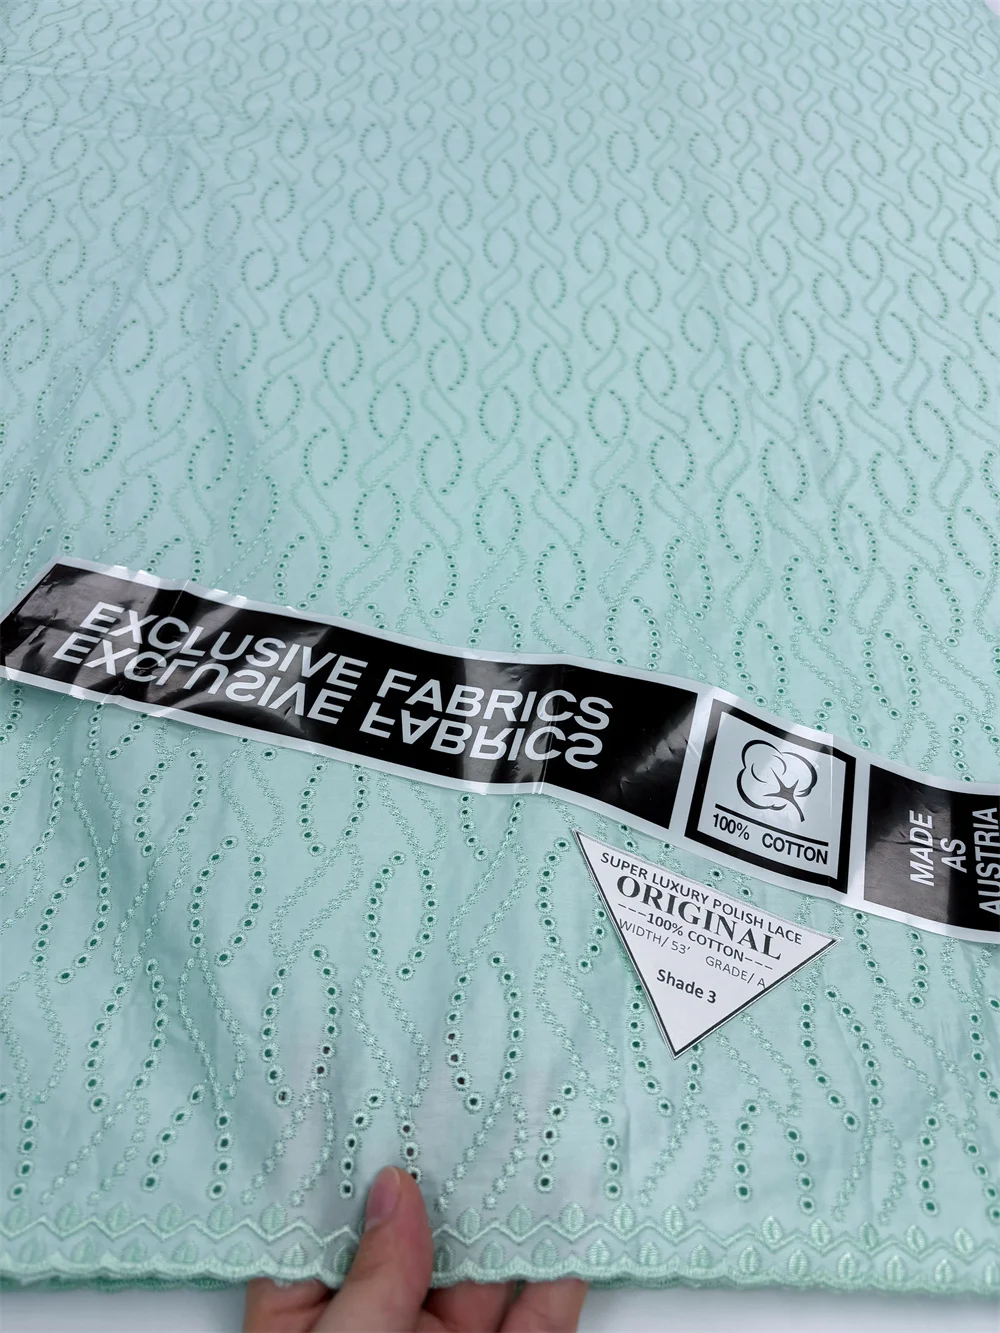 EXCLUSIVE FABRICS
EXCLUSIVE FABRICS
100% COTTON
MADE
AS
AUSTRIA
SUPER LUXURY POLISH LACE
ORIGINAL
---100% COTTON---
WIDTH/ 53' GRADE/ A
Shade 3